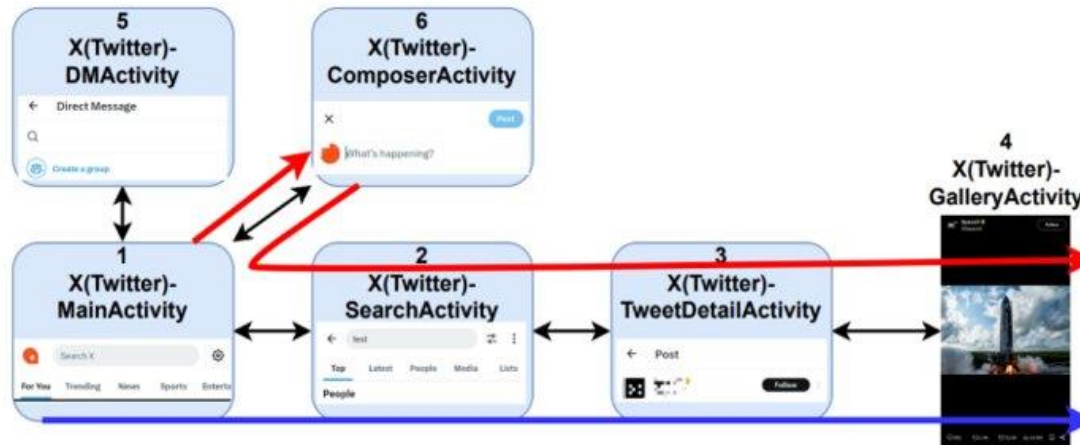 5
X(Twitter)-
DMActivity
Direct Message
Create a group
6
X(Twitter)-
ComposerActivity
Post
What's happening?
4
X(Twitter)-
GalleryActivity
1
X(Twitter)-
MainActivity
Search X
For You Trending News Sports Enterta
2
X(Twitter)-
SearchActivity
test
Top Latest People Media Lists
People
3
X(Twitter)-
TweetDetailActivity
Post
Follow